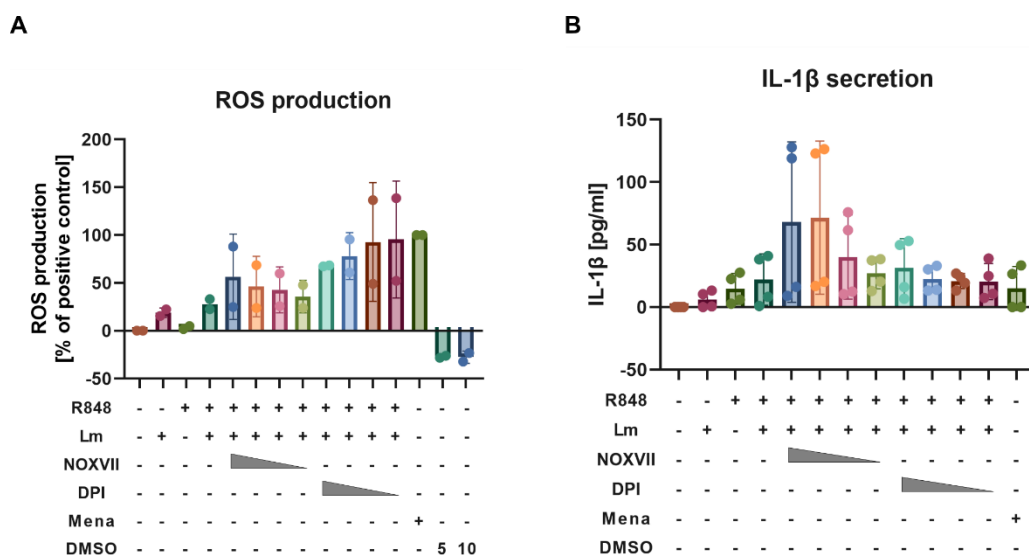 A
ROS production
ROS production
[% of positive control]
200
150
100
50
0
-50
R848 - - + + + + + + + + + + - - -
Lm - + - + + + + + + + + + - - -
NOXVII - - - - - - - - - - -
DPI - - - - - - - - - - -
Mena - - - - - - - - - - - - + - -
DMSO - - - - - - - - - - - - - 5 10
B
IL-1β secretion
IL-1β [pg/ml]
150
100
50
0
-50
R848 - - + + + + + + + + + + -
Lm - + - + + + + + + + + + -
NOXVII - - - - - - - - -
DPI - - - - - - - - -
Mena - - - - - - - - - - - - +
DMSO - - - - - - - - - - - - -